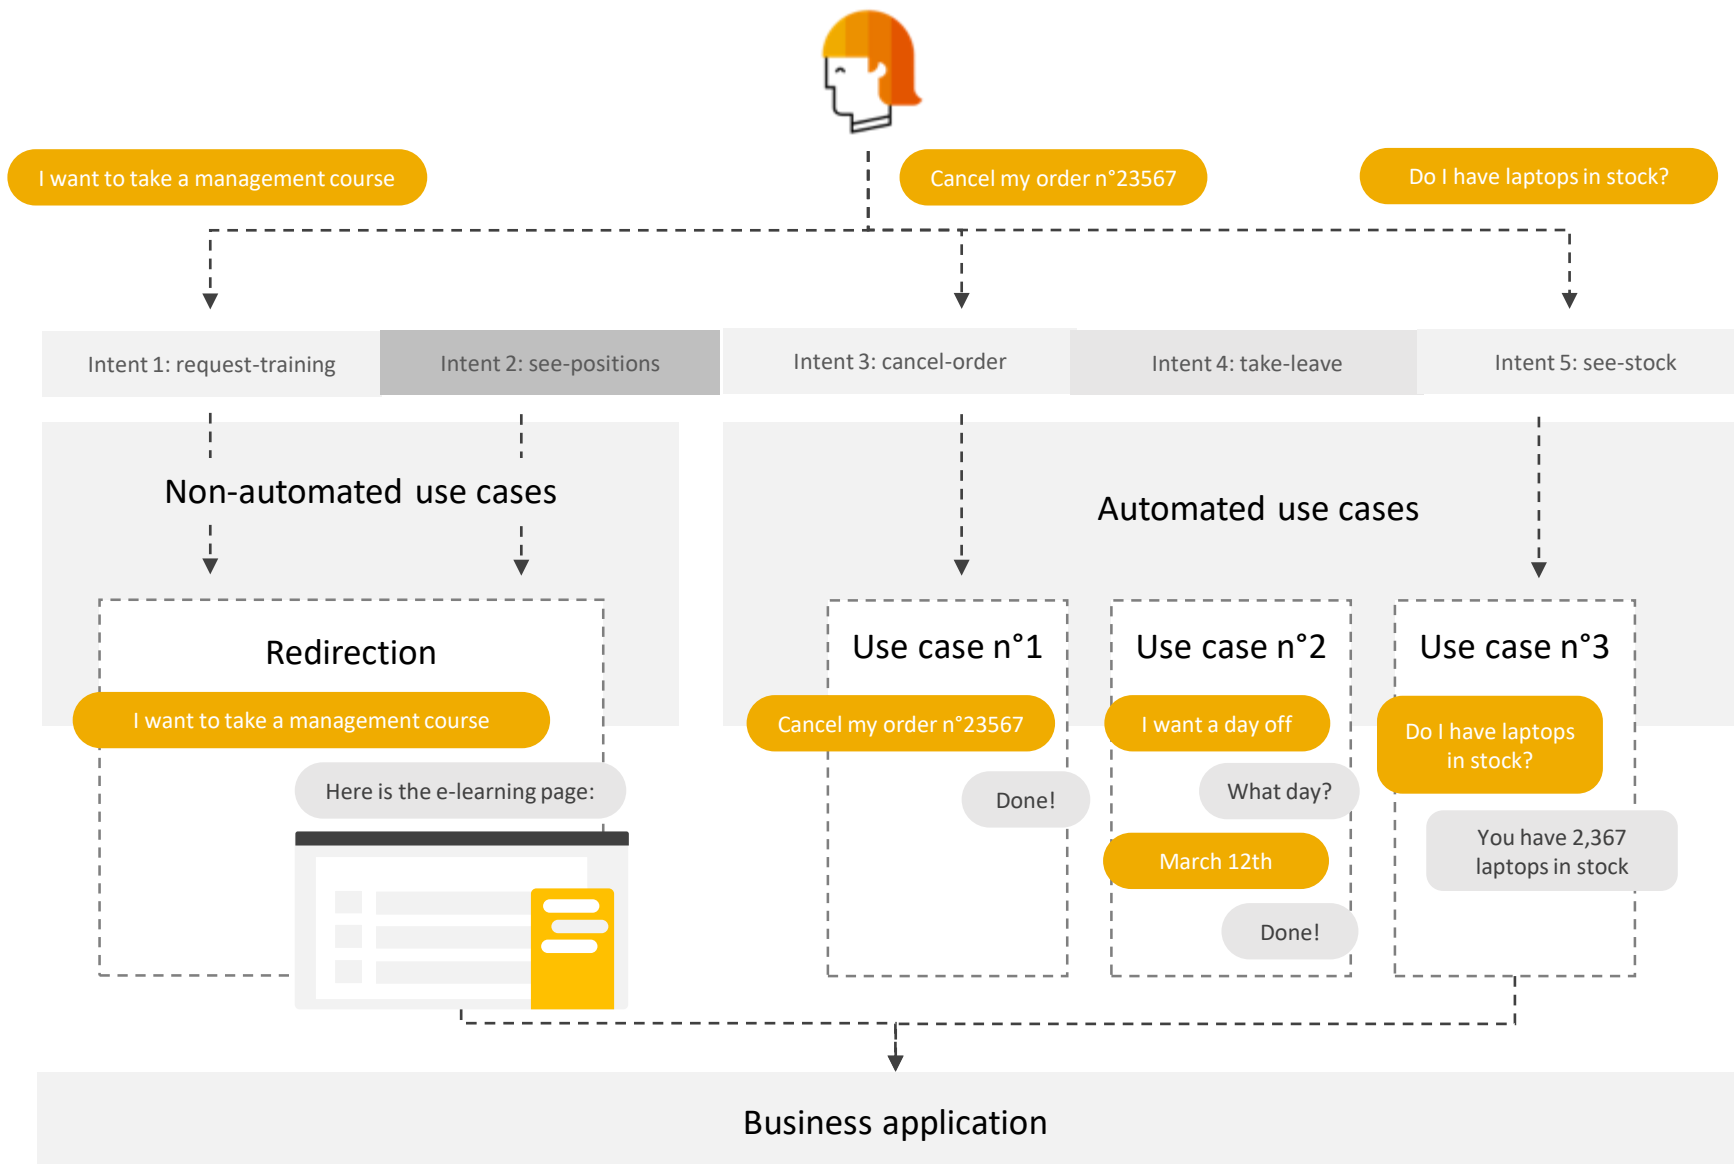 I want to take a management course
Cancel my order n°23567
Do I have laptops in stock?
Intent 1: request-training
Intent 2: see-positions
Intent 3: cancel-order
Intent 4: take-leave
Intent 5: see-stock
Non-automated use cases
Automated use cases
Redirection
I want to take a management course
Here is the e-learning page:
Use case n°1
Cancel my order n°23567
Done!
Use case n°2
I want a day off
What day?
March 12th
Done!
Use case n°3
Do I have laptops
in stock?
You have 2,367
laptops in stock
Business application